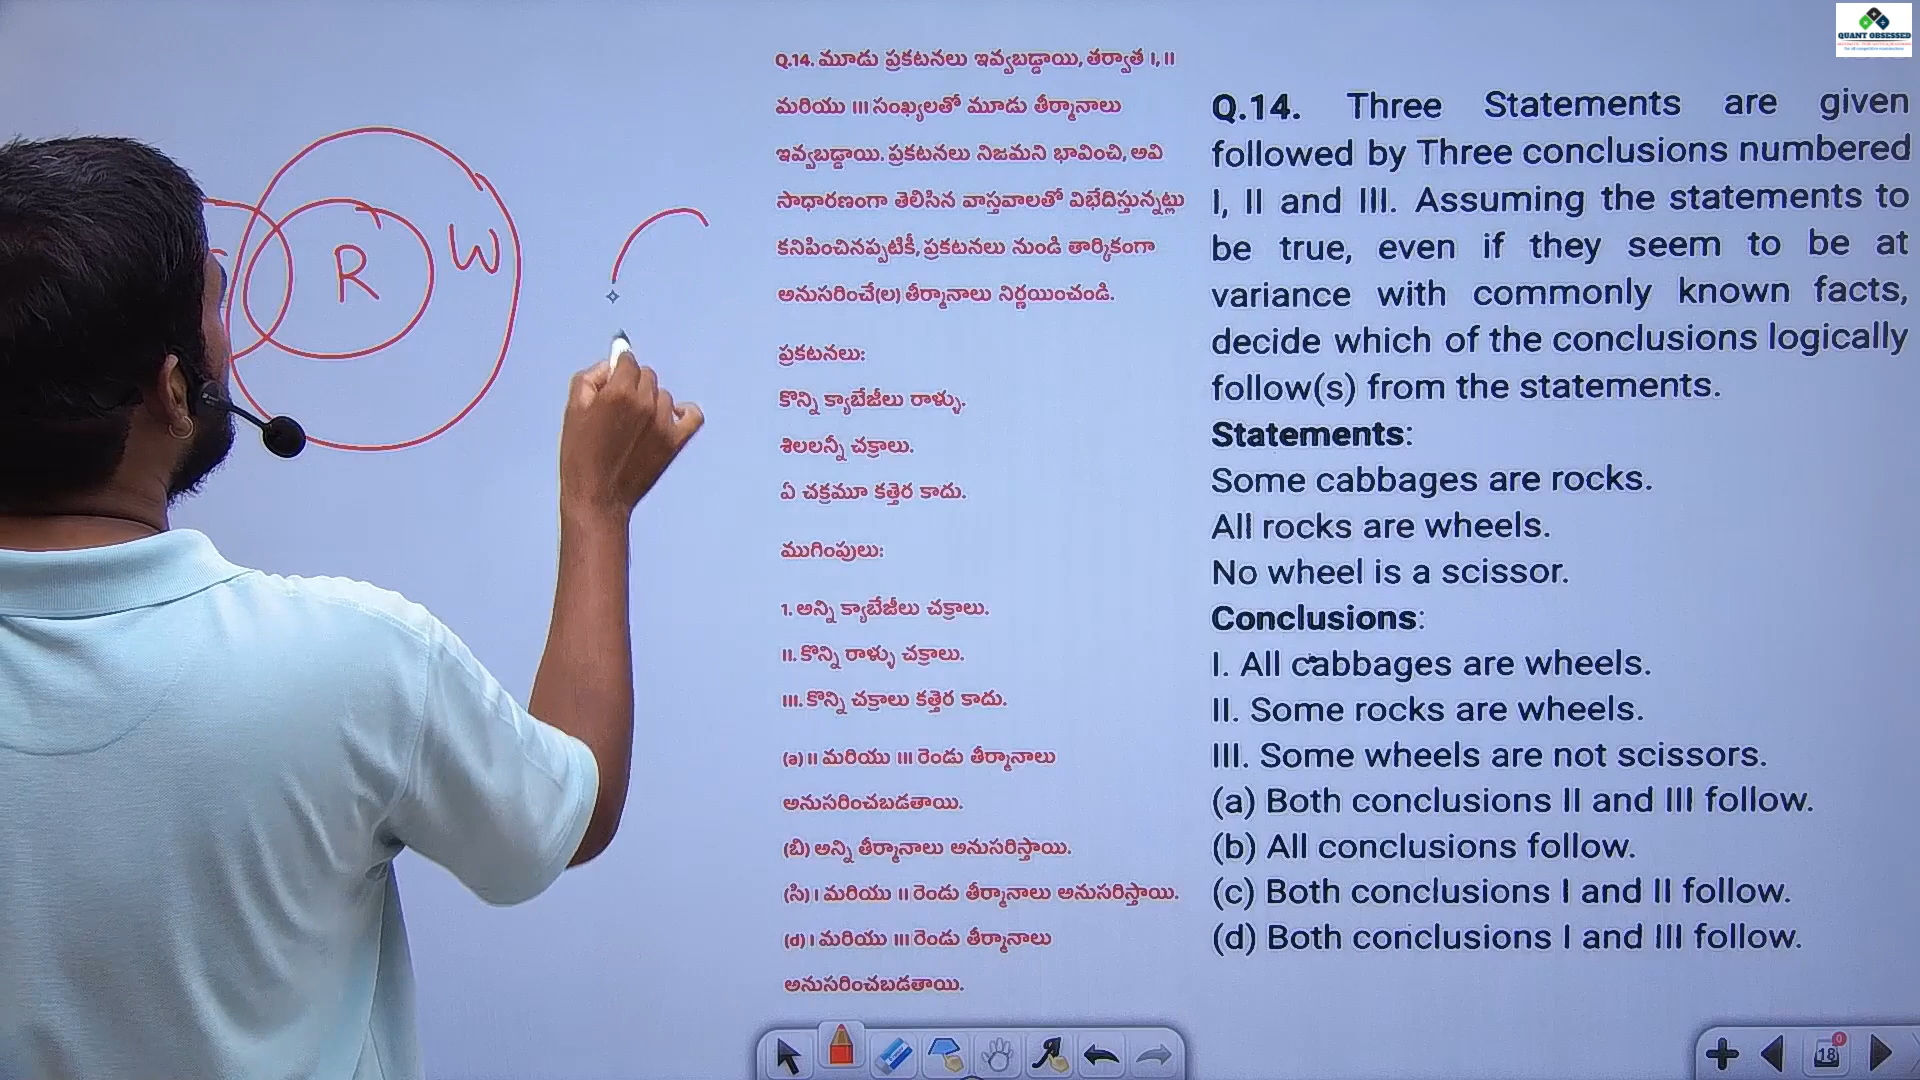 QUANT OBSESSED
R
W
Q.14. మూడు ప్రకటనలు ఇవ్వబడ్డాయి, తర్వాత I, II
మరియు III సంఖ్యలతో మూడు తీర్మానాలు
ఇవ్వబడ్డాయి. ప్రకటనలు నిజమని భావించి, అవి
సాధారణంగా తెలిసిన వాస్తవాలతో విభేదిస్తున్నట్లు
కనిపించినప్పటికీ, ప్రకటనలు నుండి తార్కికంగా
అనుసరించే(ల) తీర్మానాలు నిర్ణయించండి.
ప్రకటనలు:
కొన్ని క్యాబేజీలు రాళ్ళు.
శిలలన్నీ చక్రాలు.
ఏ చక్రమూ కత్తెర కాదు.
ముగింపులు:
1. అన్ని క్యాబేజీలు చక్రాలు.
II. కొన్ని రాళ్ళు చక్రాలు.
III. కొన్ని చక్రాలు కత్తెర కాదు.
(a) II మరియు III రెండు తీర్మానాలు
అనుసరించబడతాయి.
(బి) అన్ని తీర్మానాలు అనుసరిస్తాయి.
(సి) I మరియు II రెండు తీర్మానాలు అనుసరిస్తాయి.
(d) I మరియు III రెండు తీర్మానాలు
అనుసరించబడతాయి.
Q.14. Three Statements are given
followed by Three conclusions numbered
I, II and III. Assuming the statements to
be true, even if they seem to be at
variance with commonly known facts,
decide which of the conclusions logically
follow(s) from the statements.
Statements:
Some cabbages are rocks.
All rocks are wheels.
No wheel is a scissor.
Conclusions:
I. All cabbages are wheels.
II. Some rocks are wheels.
III. Some wheels are not scissors.
(a) Both conclusions II and III follow.
(b) All conclusions follow.
(c) Both conclusions I and II follow.
(d) Both conclusions I and III follow.
18
0